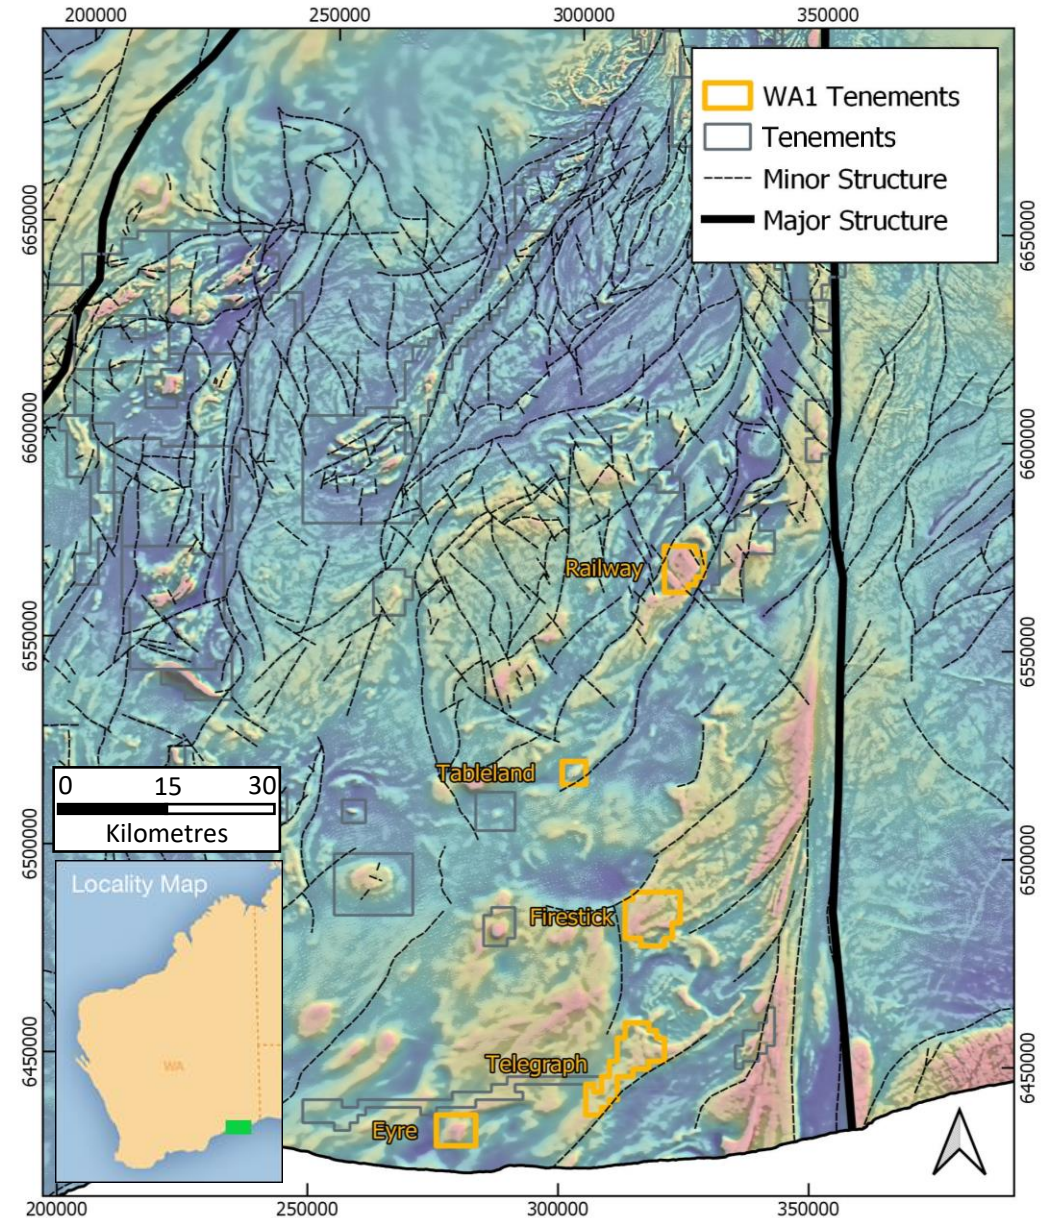 200000 250000 300000 350000
WA1 Tenements
Tenements
Minor Structure
Major Structure
6650000 6650000
6600000 6600000
Railway
6550000 6550000
Tableland
0 15 30
Kilometres
6500000 6500000
Locality Map
Firestick
WA
6450000 6450000
Telegraph
Eyre
200000 250000 300000 350000